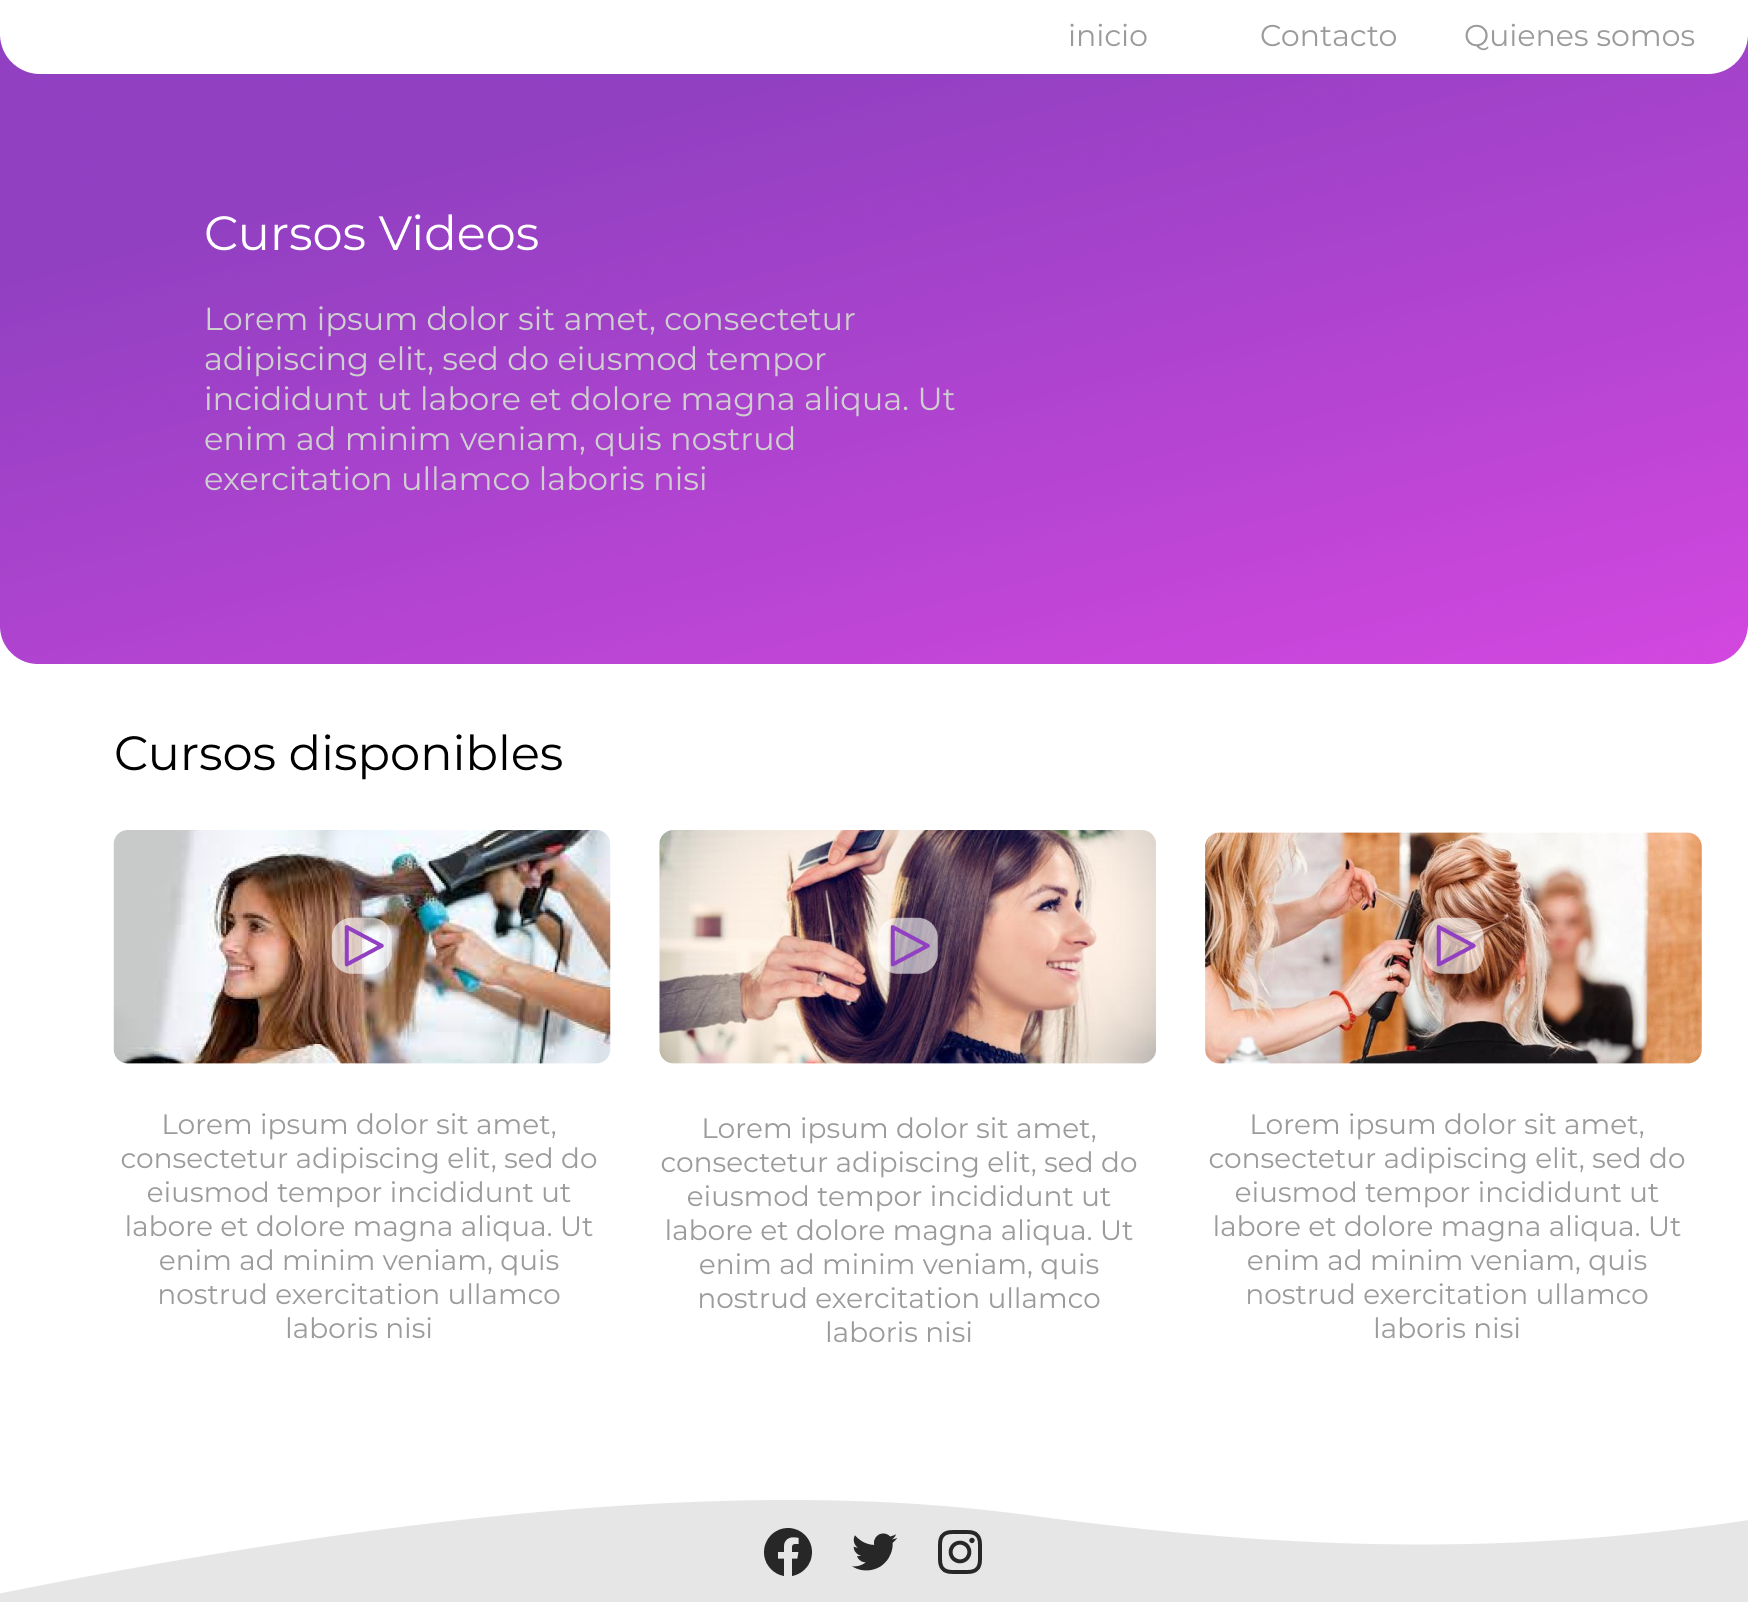 inicio Contacto Quienes somos
Cursos Videos
Lorem ipsum dolor sit amet, consectetur
adipiscing elit, sed do eiusmod tempor
incididunt ut labore et dolore magna aliqua. Ut
enim ad minim veniam, quis nostrud
exercitation ullamco laboris nisi
Cursos disponibles
Lorem ipsum dolor sit amet,
consectetur adipiscing elit, sed do
eiusmod tempor incididunt ut
labore et dolore magna aliqua. Ut
enim ad minim veniam, quis
nostrud exercitation ullamco
laboris nisi
Lorem ipsum dolor sit amet,
consectetur adipiscing elit, sed do
eiusmod tempor incididunt ut
labore et dolore magna aliqua. Ut
enim ad minim veniam, quis
nostrud exercitation ullamco
laboris nisi
Lorem ipsum dolor sit amet,
consectetur adipiscing elit, sed do
eiusmod tempor incididunt ut
labore et dolore magna aliqua. Ut
enim ad minim veniam, quis
nostrud exercitation ullamco
laboris nisi